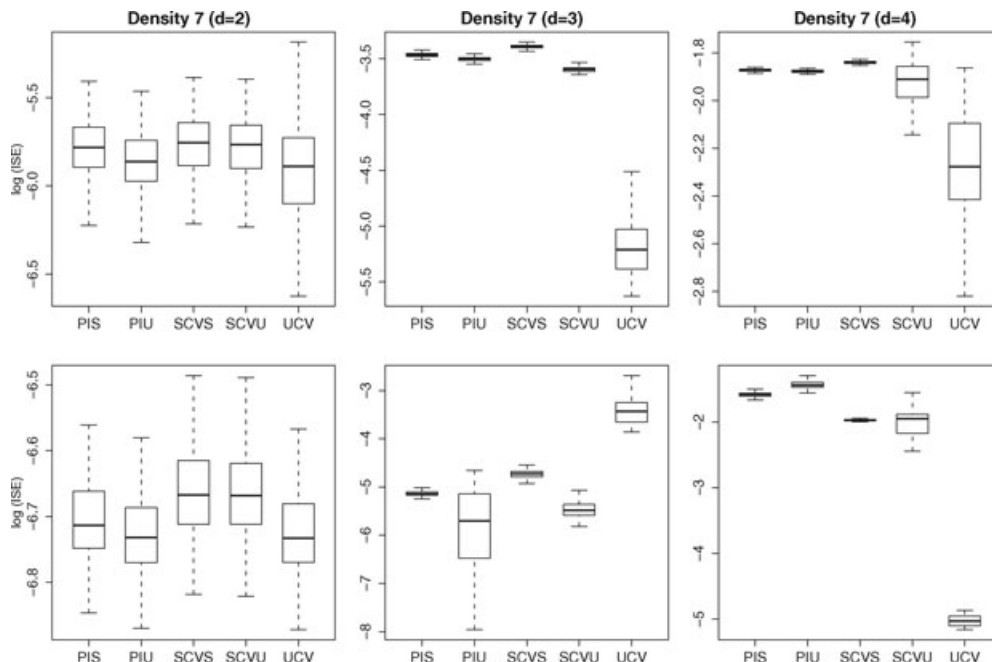 Density 7 (d=2)
Density 7 (d=3)
Density 7 (d=4)
log (ISE)
-5.5
-6.0
-6.5
PIS PIU SCVS SCVU UCV
-3.5
-4.0
-4.5
-5.0
-5.5
PIS PIU SCVS SCVU UCV
-1.8
-2.0
-2.2
-2.4
-2.6
-2.8
PIS PIU SCVS SCVU UCV
log (ISE)
-6.5
-6.6
-6.7
-6.8
PIS PIU SCVS SCVU UCV
-3
-4
-5
-6
-7
-8
PIS PIU SCVS SCVU UCV
-2
-3
-4
-5
PIS PIU SCVS SCVU UCV